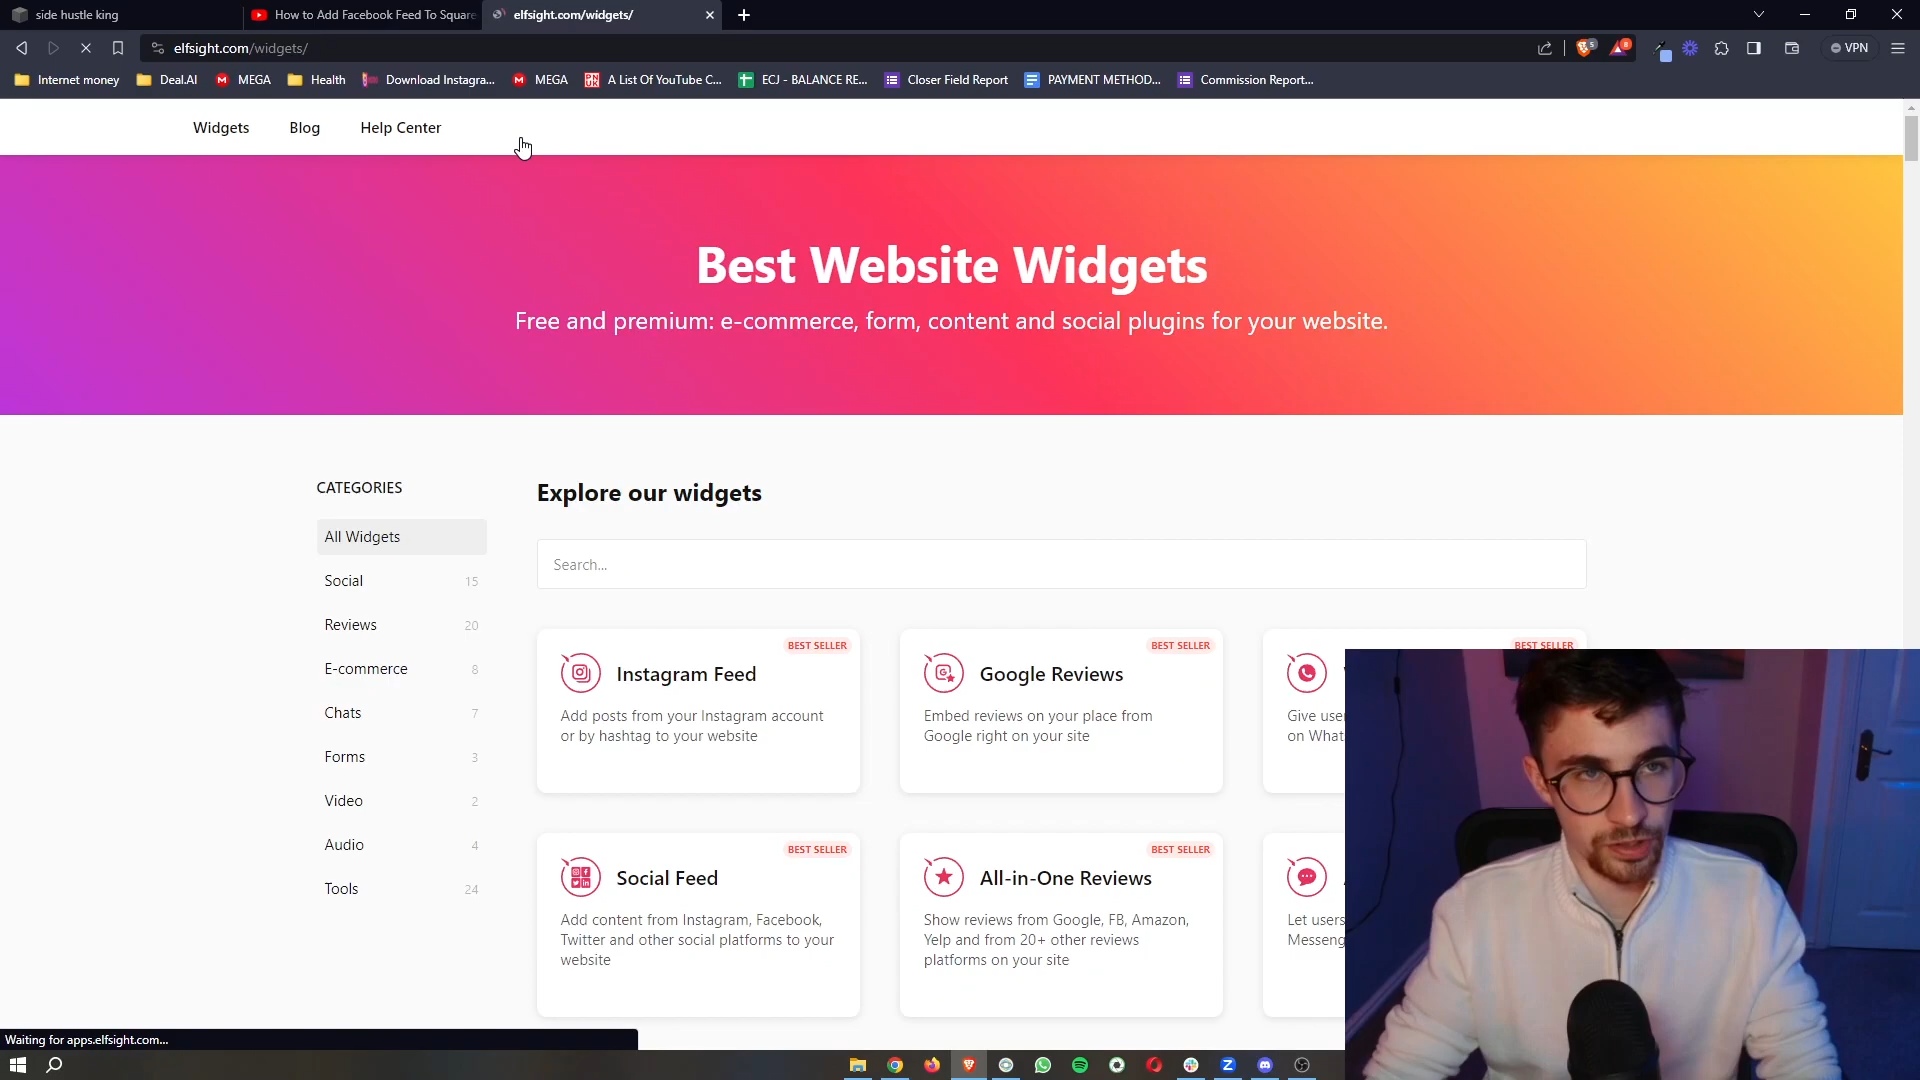 side hustle king
How to Add Facebook Feed To Square
elfsight.com/widgets/
elfsight.com/widgets/
5
8
VPN
Internet money
Deal.AI
MEGA
Health
Download Instagra...
MEGA
A List Of YouTube C...
ECJ - BALANCE RE...
Closer Field Report
PAYMENT METHOD...
Commission Report...
Widgets
Blog
Help Center
Best Website Widgets
Free and premium: e-commerce, form, content and social plugins for your website.
CATEGORIES
All Widgets
Social 15
Reviews 20
E-commerce 8
Chats 7
Forms 3
Video 2
Audio 4
Tools 24
Explore our widgets
Search...
BEST SELLER
Instagram Feed
Add posts from your Instagram account
or by hashtag to your website
BEST SELLER
Google Reviews
Embed reviews on your place from
Google right on your site
BEST SELLER
Give use
on What
BEST SELLER
Social Feed
Add content from Instagram, Facebook,
Twitter and other social platforms to your
website
BEST SELLER
All-in-One Reviews
Show reviews from Google, FB, Amazon,
Yelp and from 20+ other reviews
platforms on your site
Let users
Messeng
Waiting for apps.elfsight.com...